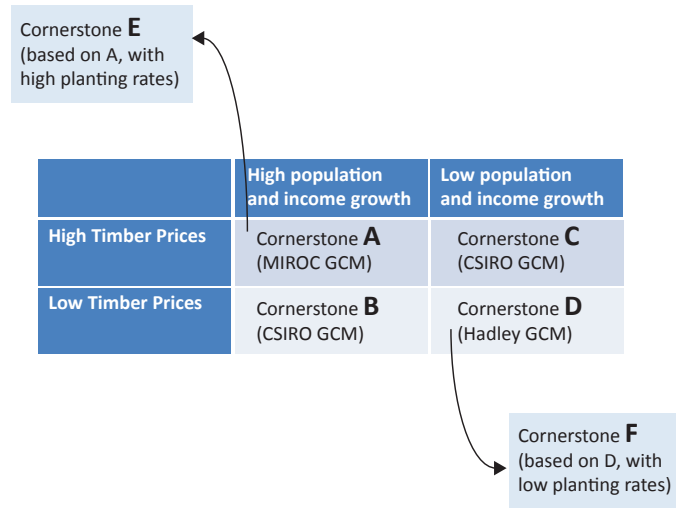 Cornerstone E
(based on A, with
high planting rates)
High population
and income growth
Low population
and income growth
High Timber Prices
Cornerstone A
(MIROC GCM)
Cornerstone C
(CSIRO GCM)
Low Timber Prices
Cornerstone B
(CSIRO GCM)
Cornerstone D
(Hadley GCM)
Cornerstone F
(based on D, with
low planting rates)